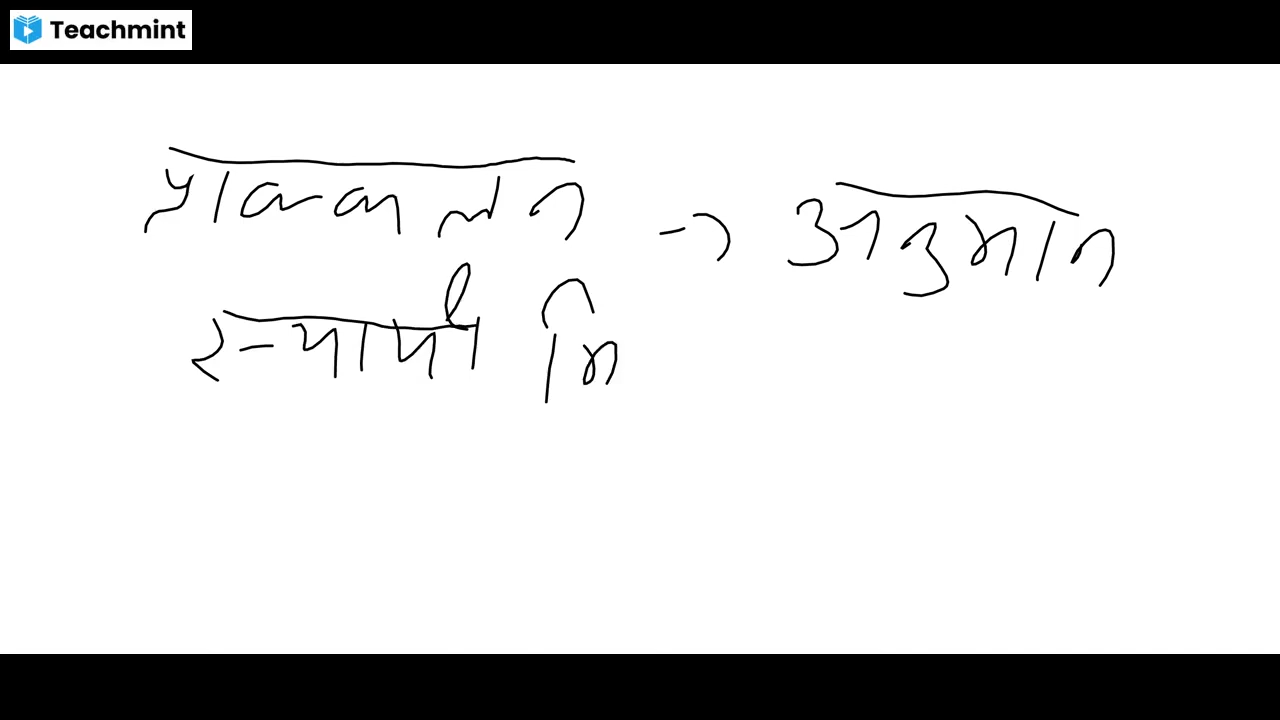 Teachmint
प्राक्कलन → अनुमान
स्थायी नि